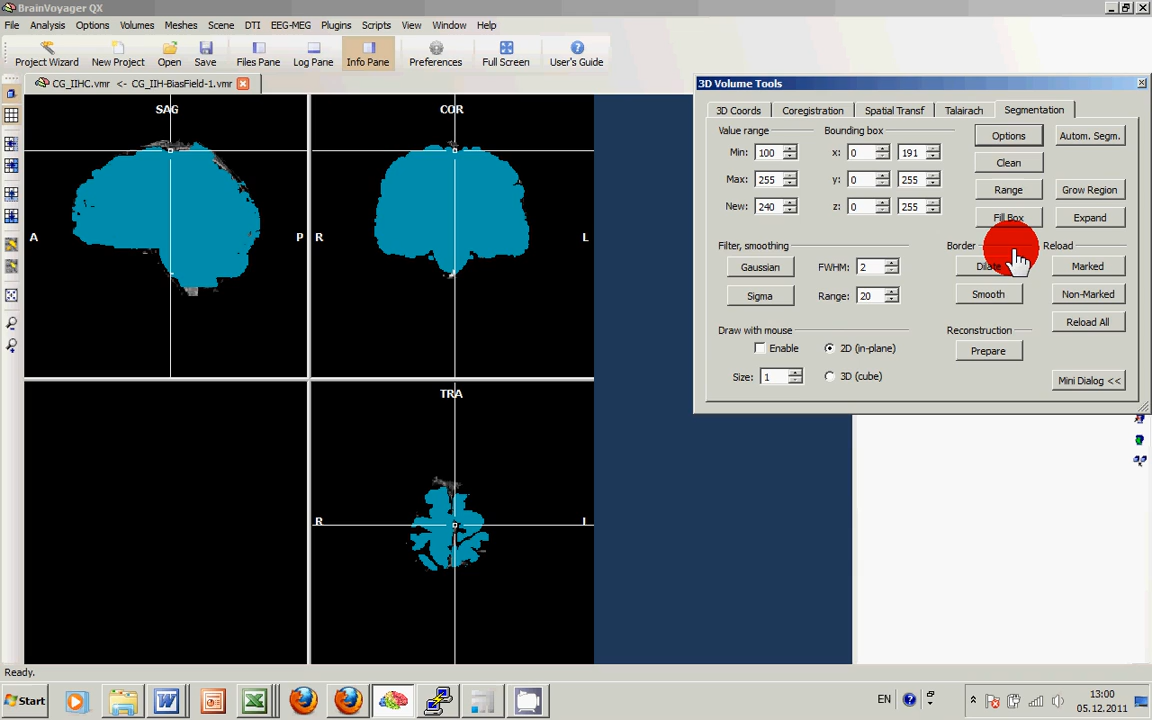 BrainVoyager QX
File Analysis Options Volumes Meshes Scene DTI EEG-MEG Plugins Scripts View Window Help
Project Wizard New Project Open Save Files Pane Log Pane Info Pane Preferences Full Screen User's Guide
CG_IIHC.vmr <- CG_IIH-BiasField-1.vmr
SAG
COR
A
P
R
L
TRA
R
L
3D Volume Tools
3D Coords Coregistration Spatial Transf Talairach Segmentation
Value range Bounding box Options Autom. Segm.
Min: 100 x: 0 191 Clean
Max: 255 y: 0 255 Range Grow Region
New: 240 z: 0 255 Fill Box Expand
Filter, smoothing Border Reload
Gaussian FWHM: 2 Dilate Marked
Sigma Range: 20 Smooth Non-Marked
Draw with mouse Reconstruction Reload All
Enable 2D (in-plane) Prepare
Size: 1 3D (cube) Mini Dialog <<
Ready.
Start EN 13:00
05.12.2011